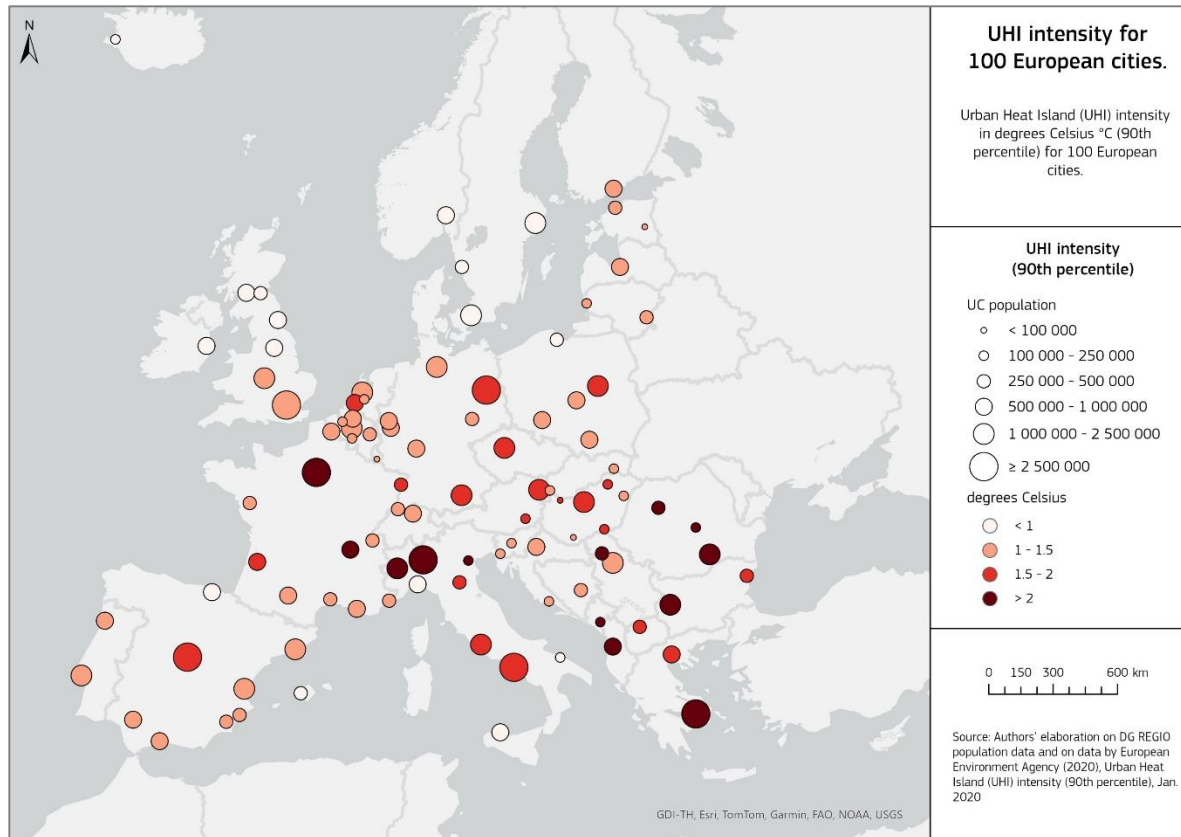 N
UHI intensity for
100 European cities.
Urban Heat Island (UHI) intensity
in degrees Celsius °C (90th
percentile) for 100 European
cities.
UHI intensity
(90th percentile)
UC population
< 100 000
100 000 - 250 000
250 000 - 500 000
500 000 - 1 000 000
1 000 000 - 2 500 000
≥ 2 500 000
degrees Celsius
< 1
1 - 1.5
1.5 - 2
> 2
0 150 300 600 km
Source: Authors' elaboration on DG REGIO
population data and on data by European
Environment Agency (2020), Urban Heat
Island (UHI) intensity (90th percentile), Jan.
2020
GDI-TH, Esri, TomTom, Garmin, FAO, NOAA, USGS